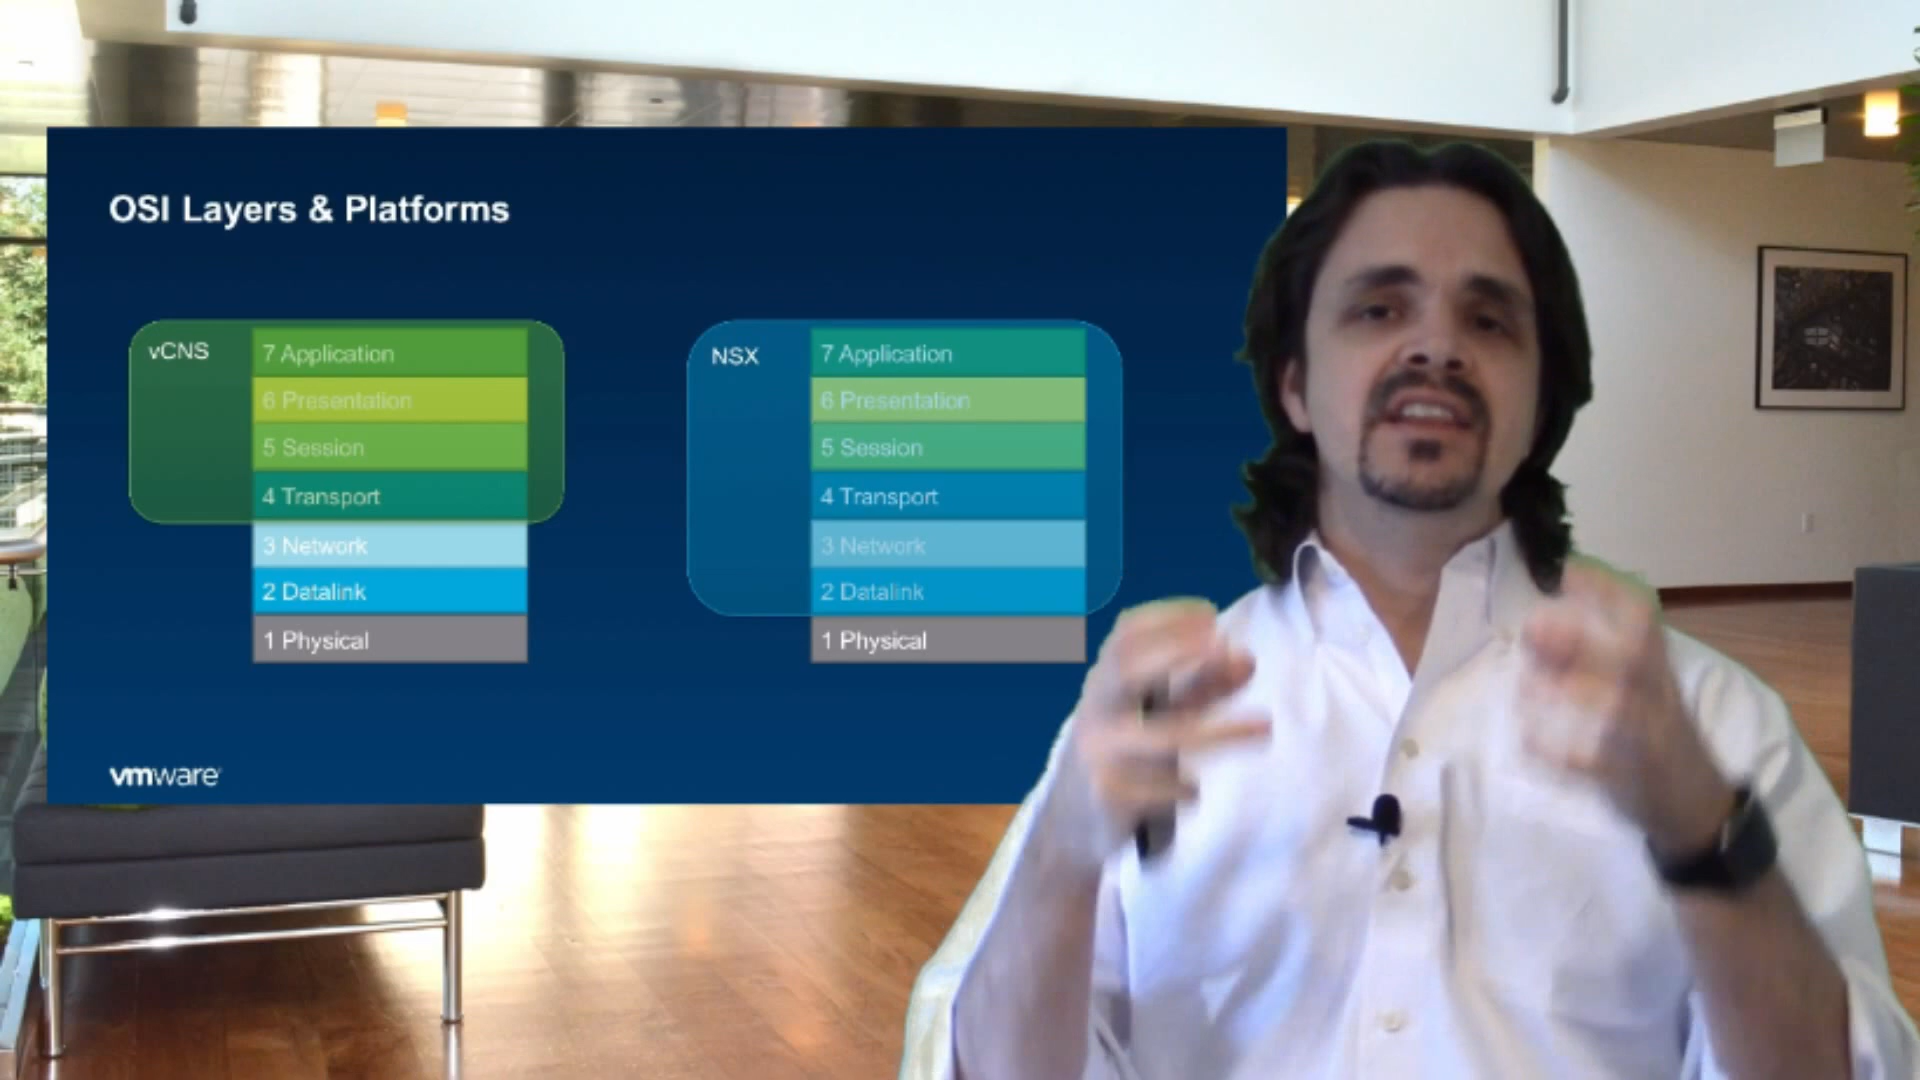 OSI Layers & Platforms
vCNS
7 Application
6 Presentation
5 Session
4 Transport
3 Network
2 Datalink
1 Physical
NSX
7 Application
6 Presentation
5 Session
4 Transport
3 Network
2 Datalink
1 Physical
vmware